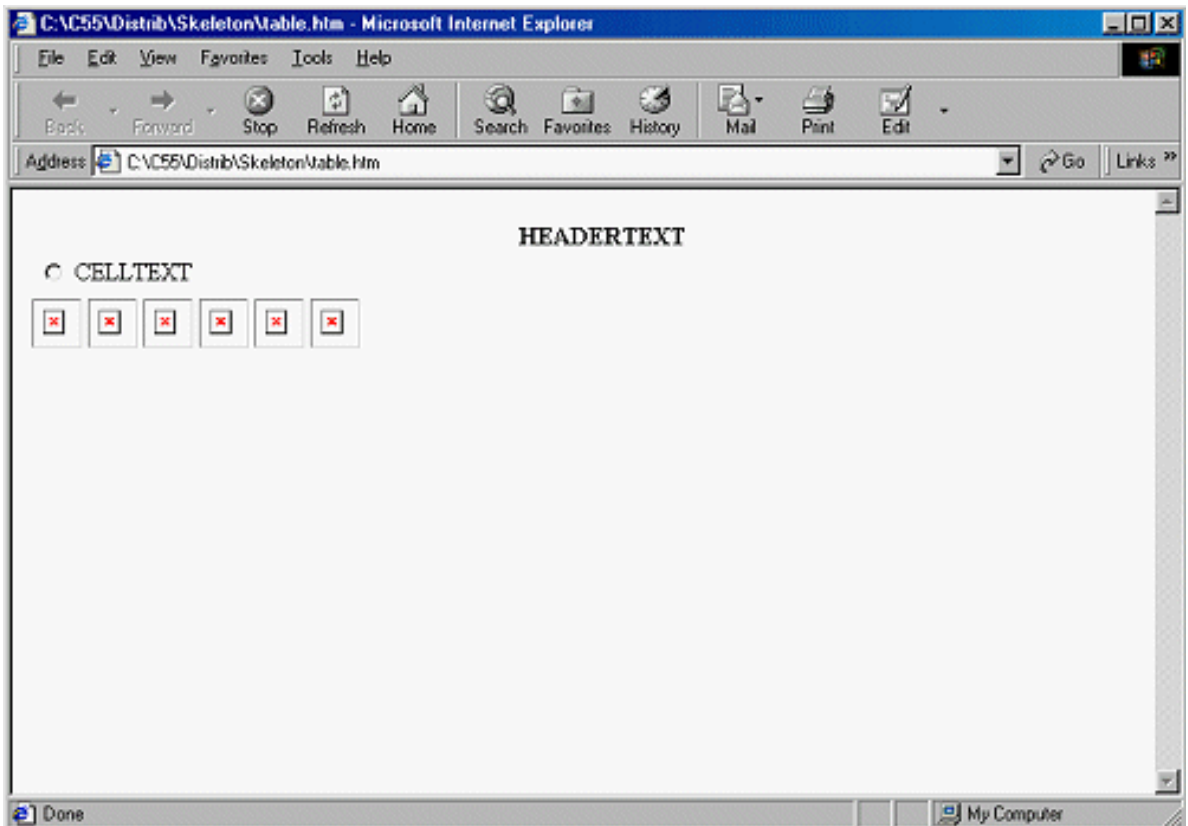 C:\C55\Distrib\Skeleton\table.htm - Microsoft Internet Explorer
File Edit View Favorites Tools Help
Back Forward Stop Refresh Home Search Favorites History Mail Print Edit
Address C:\C55\Distrib\Skeleton\table.htm Go Links »
HEADERTEXT
CELLTEXT
Done My Computer